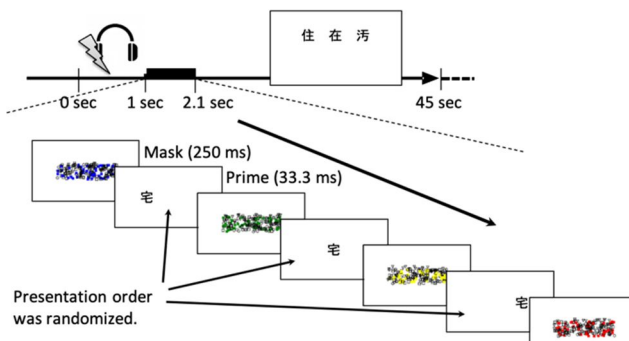 住 在 汚
0 sec
1 sec
2.1 sec
45 sec
Mask (250 ms)
宅
Prime (33.3 ms)
宅
宅
Presentation order
was randomized.